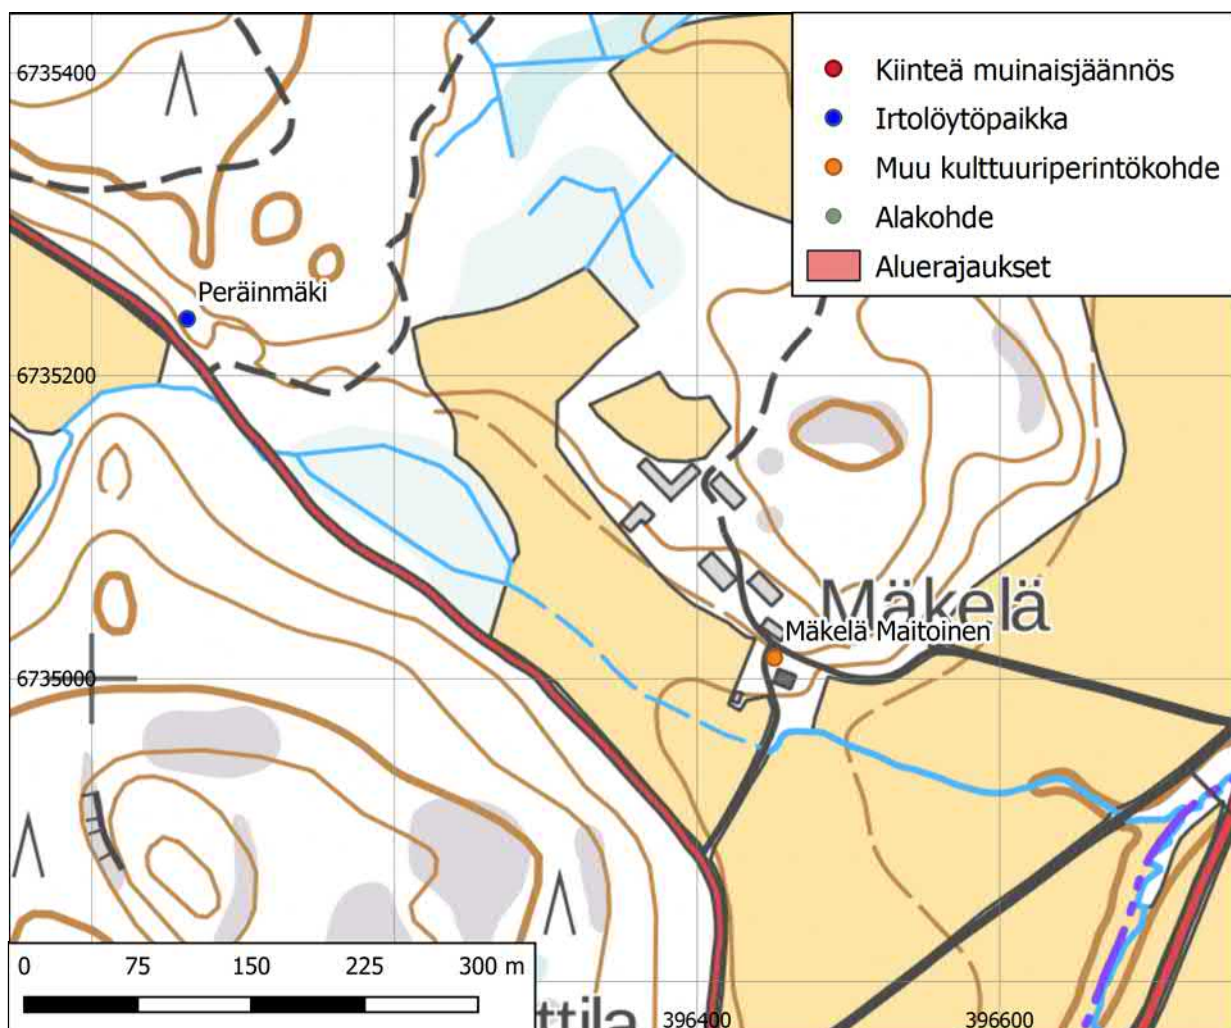 6735400
Kiinteä muinaisjäännös
Irtolöytöpaikka
Muu kulttuuriperintökohde
Alakohde
Aluerajaukset
Peräinmäki
6735200
Mäkelä
Mäkelä Maitoinen
6735000
0 75 150 225 300 m
ttila
396400
396600